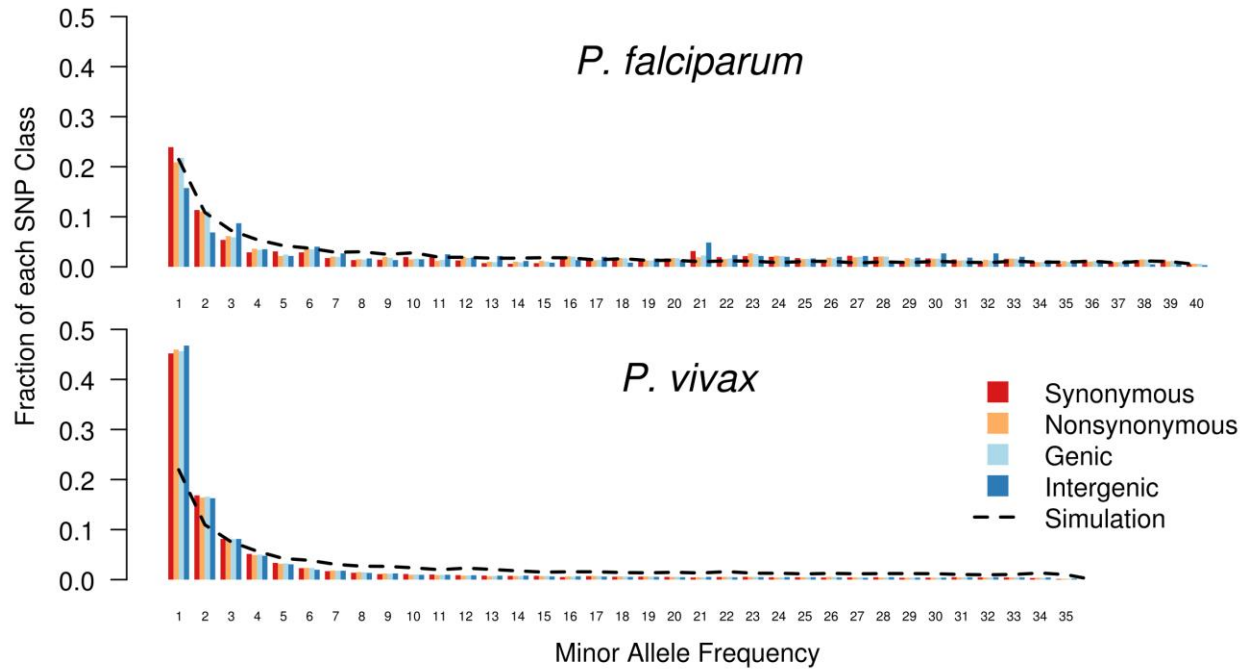 Fraction of each SNP Class
0.5
0.4
0.3
0.2
0.1
0.0
P. falciparum
1 2 3 4 5 6 7 8 9 10 11 12 13 14 15 16 17 18 19 20 21 22 23 24 25 26 27 28 29 30 31 32 33 34 35 36 37 38 39 40
0.5
0.4
0.3
0.2
0.1
0.0
P. vivax
Synonymous
Nonsynonymous
Genic
Intergenic
Simulation
1 2 3 4 5 6 7 8 9 10 11 12 13 14 15 16 17 18 19 20 21 22 23 24 25 26 27 28 29 30 31 32 33 34 35
Minor Allele Frequency